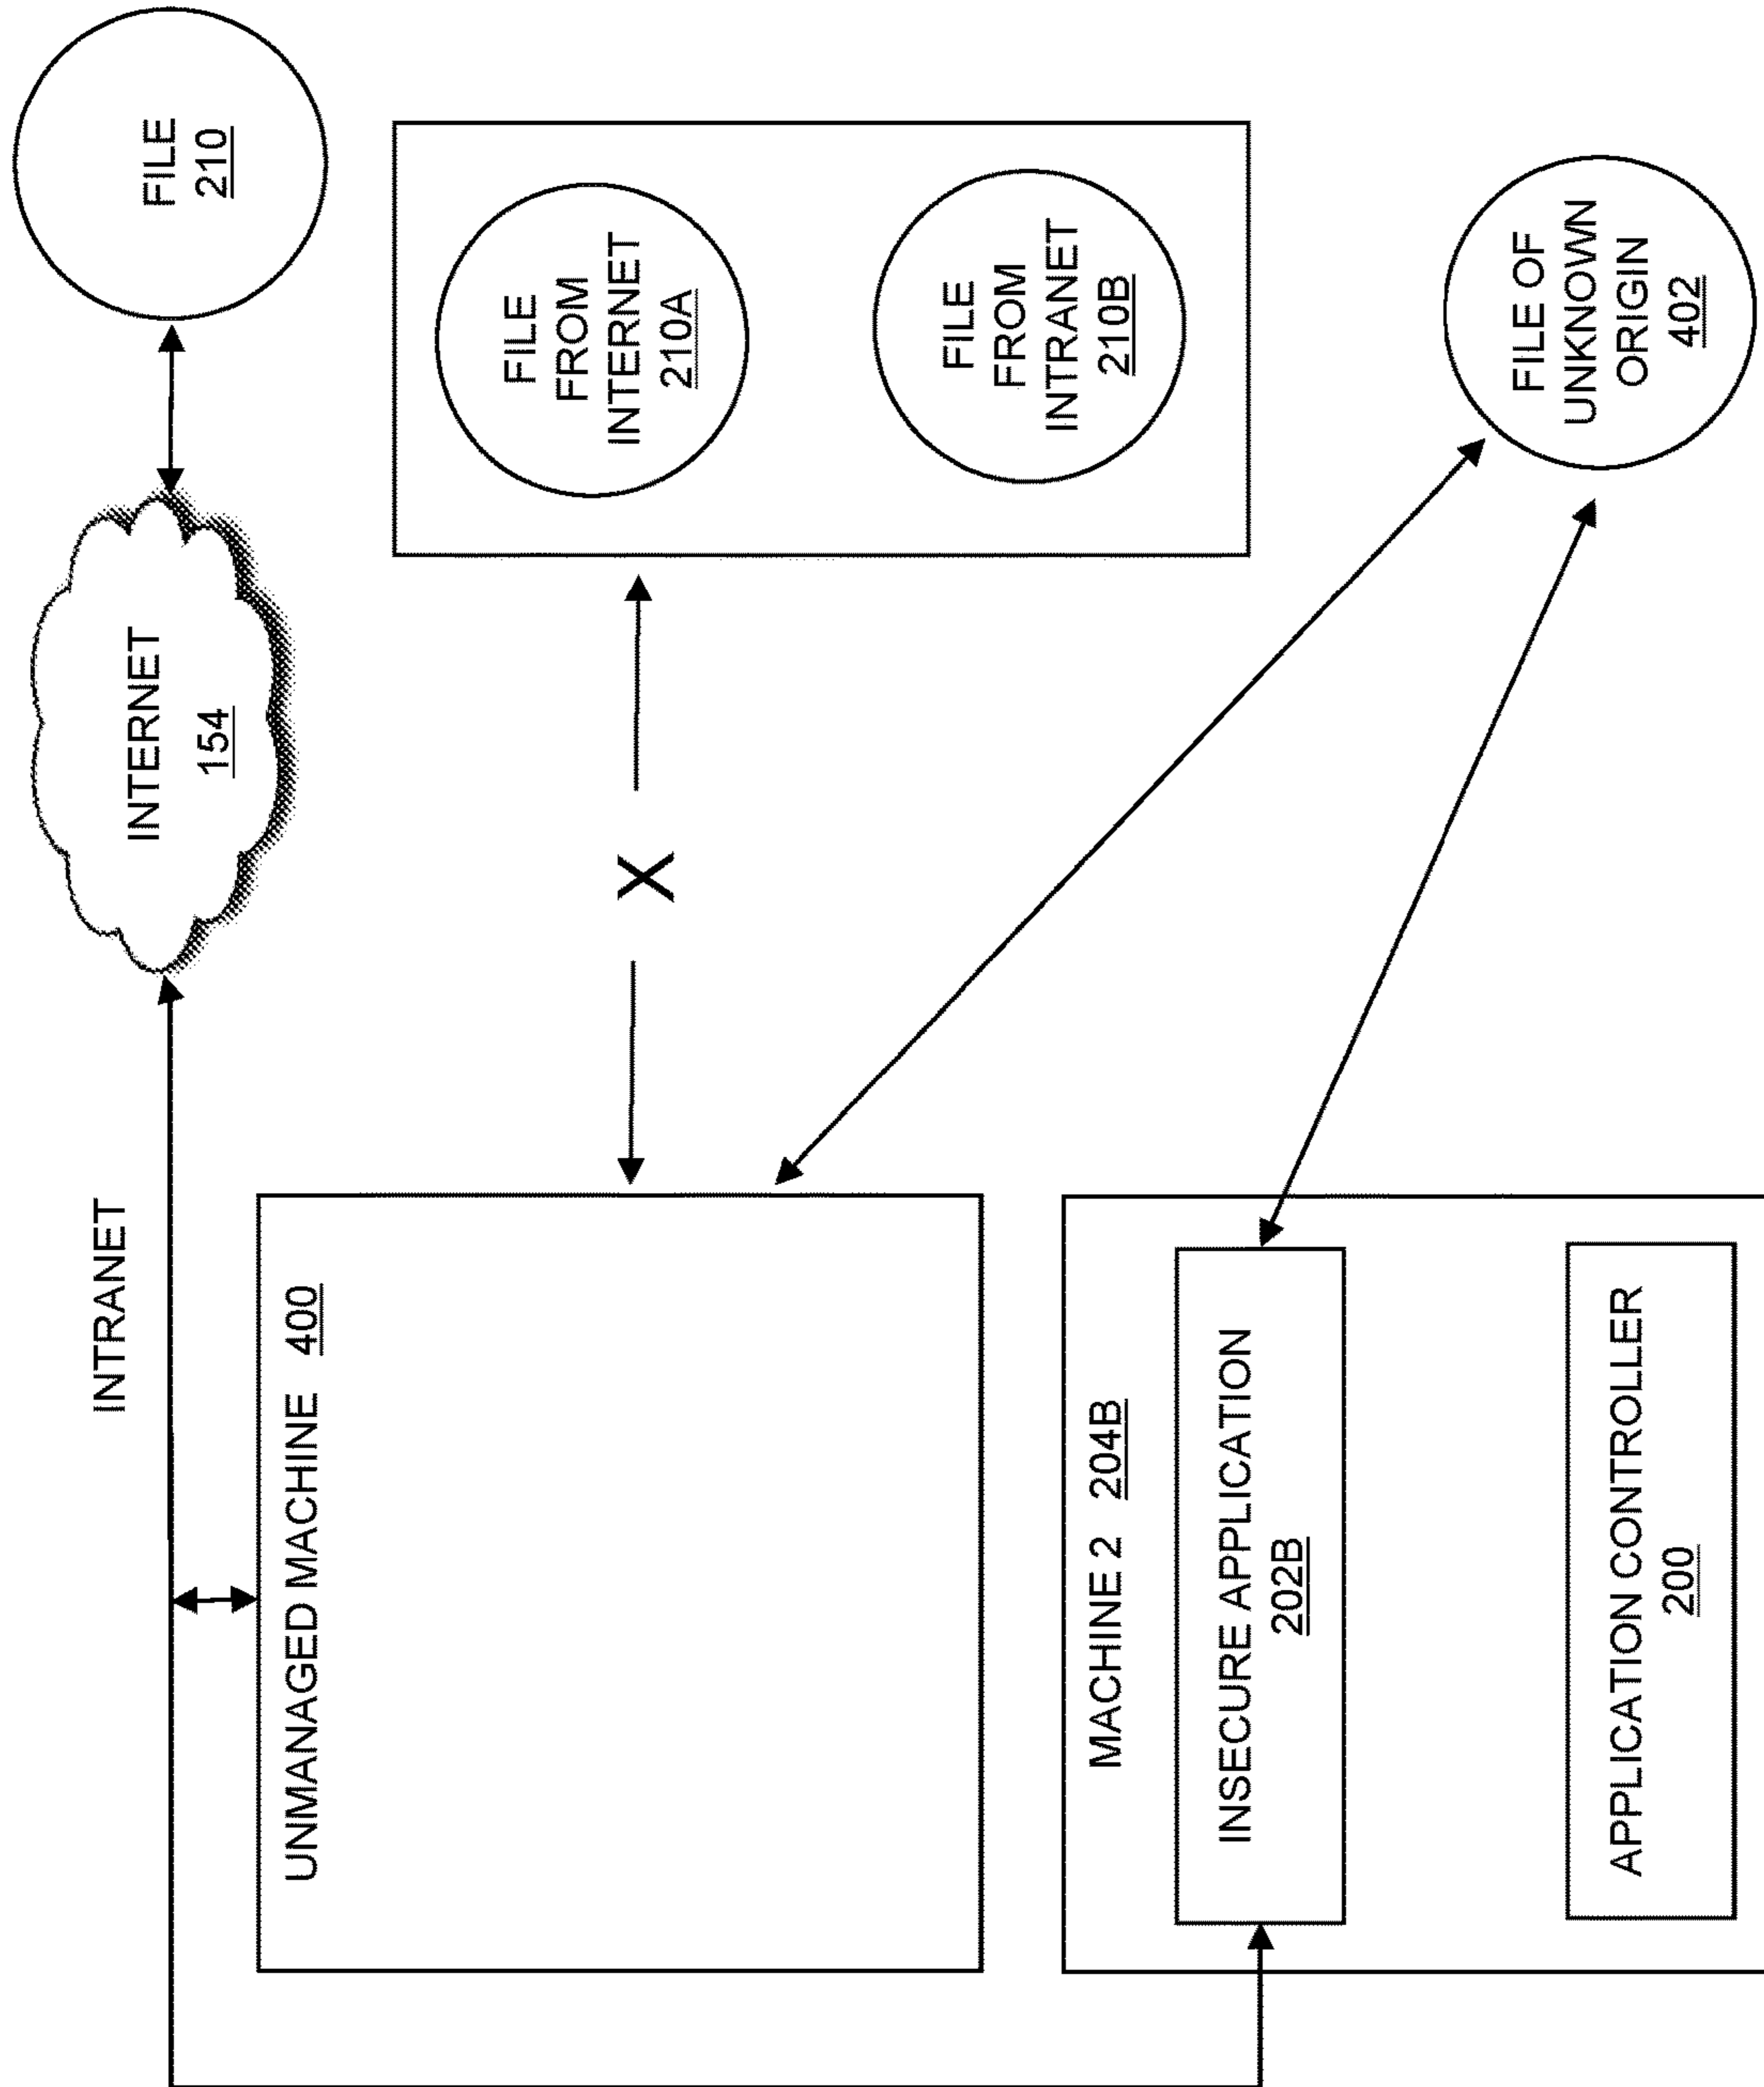 INTRANET
INTERNET
154
FILE
210
UNMANAGED MACHINE 400
X
FILE
FROM
INTERNET
210A
FILE
FROM
INTRANET
210B
MACHINE 2 204B
INSECURE APPLICATION
202B
APPLICATION CONTROLLER
200
FILE OF
UNKNOWN
ORIGIN
402